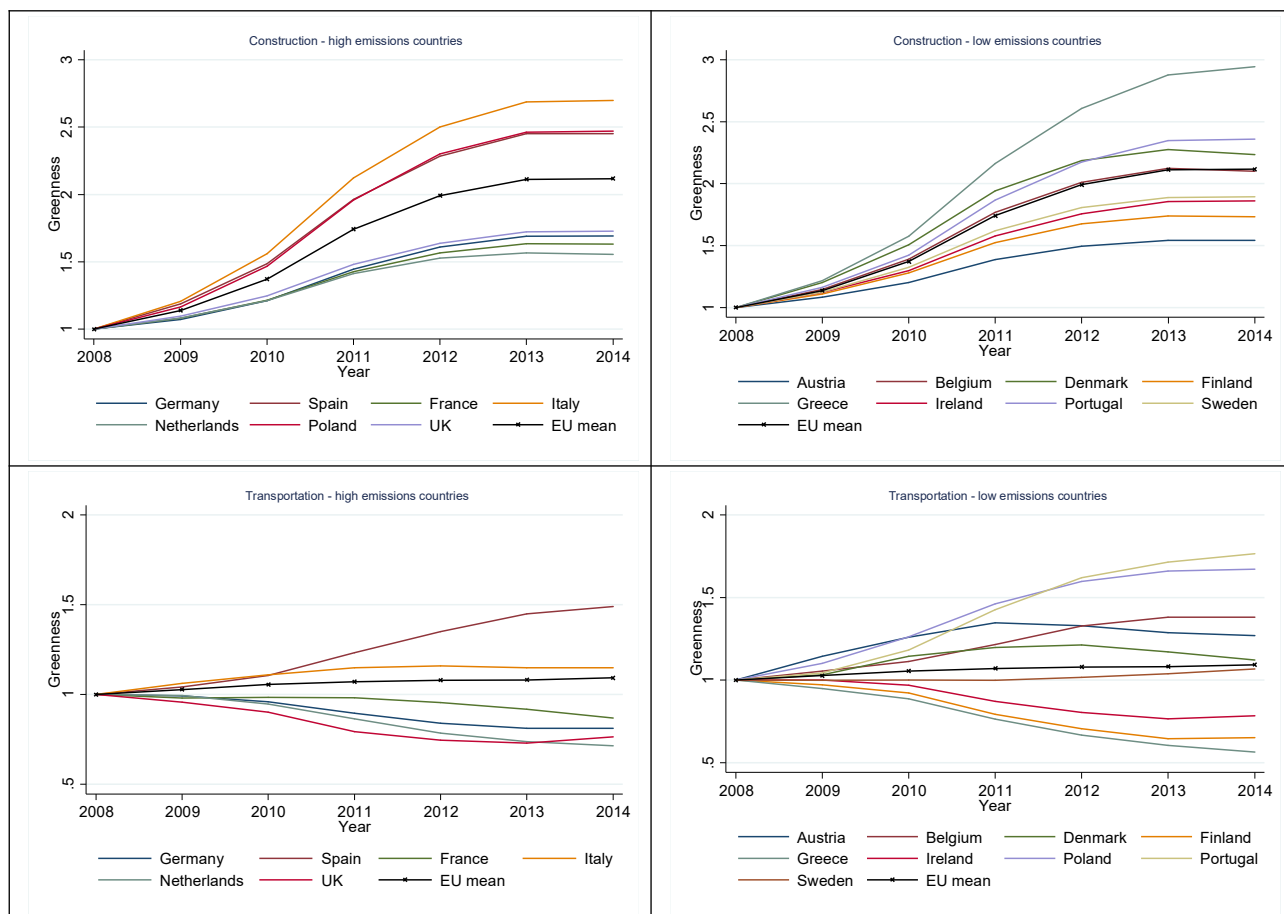 Construction - high emissions countries
Greenness
3
2.5
2
1.5
1
2008 2009 2010 2011 2012 2013 2014
Year
Germany Spain France Italy
Netherlands Poland UK EU mean
Construction - low emissions countries
Greenness
3
2.5
2
1.5
1
2008 2009 2010 2011 2012 2013 2014
Year
Austria Belgium Denmark Finland
Greece Ireland Portugal Sweden
EU mean
Transportation - high emissions countries
Greenness
2
1.5
1
.5
2008 2009 2010 2011 2012 2013 2014
Year
Germany Spain France Italy
Netherlands UK EU mean
Transportation - low emissions countries
Greenness
2
1.5
1
.5
2008 2009 2010 2011 2012 2013 2014
Year
Austria Belgium Denmark Finland
Greece Ireland Poland Portugal
Sweden EU mean